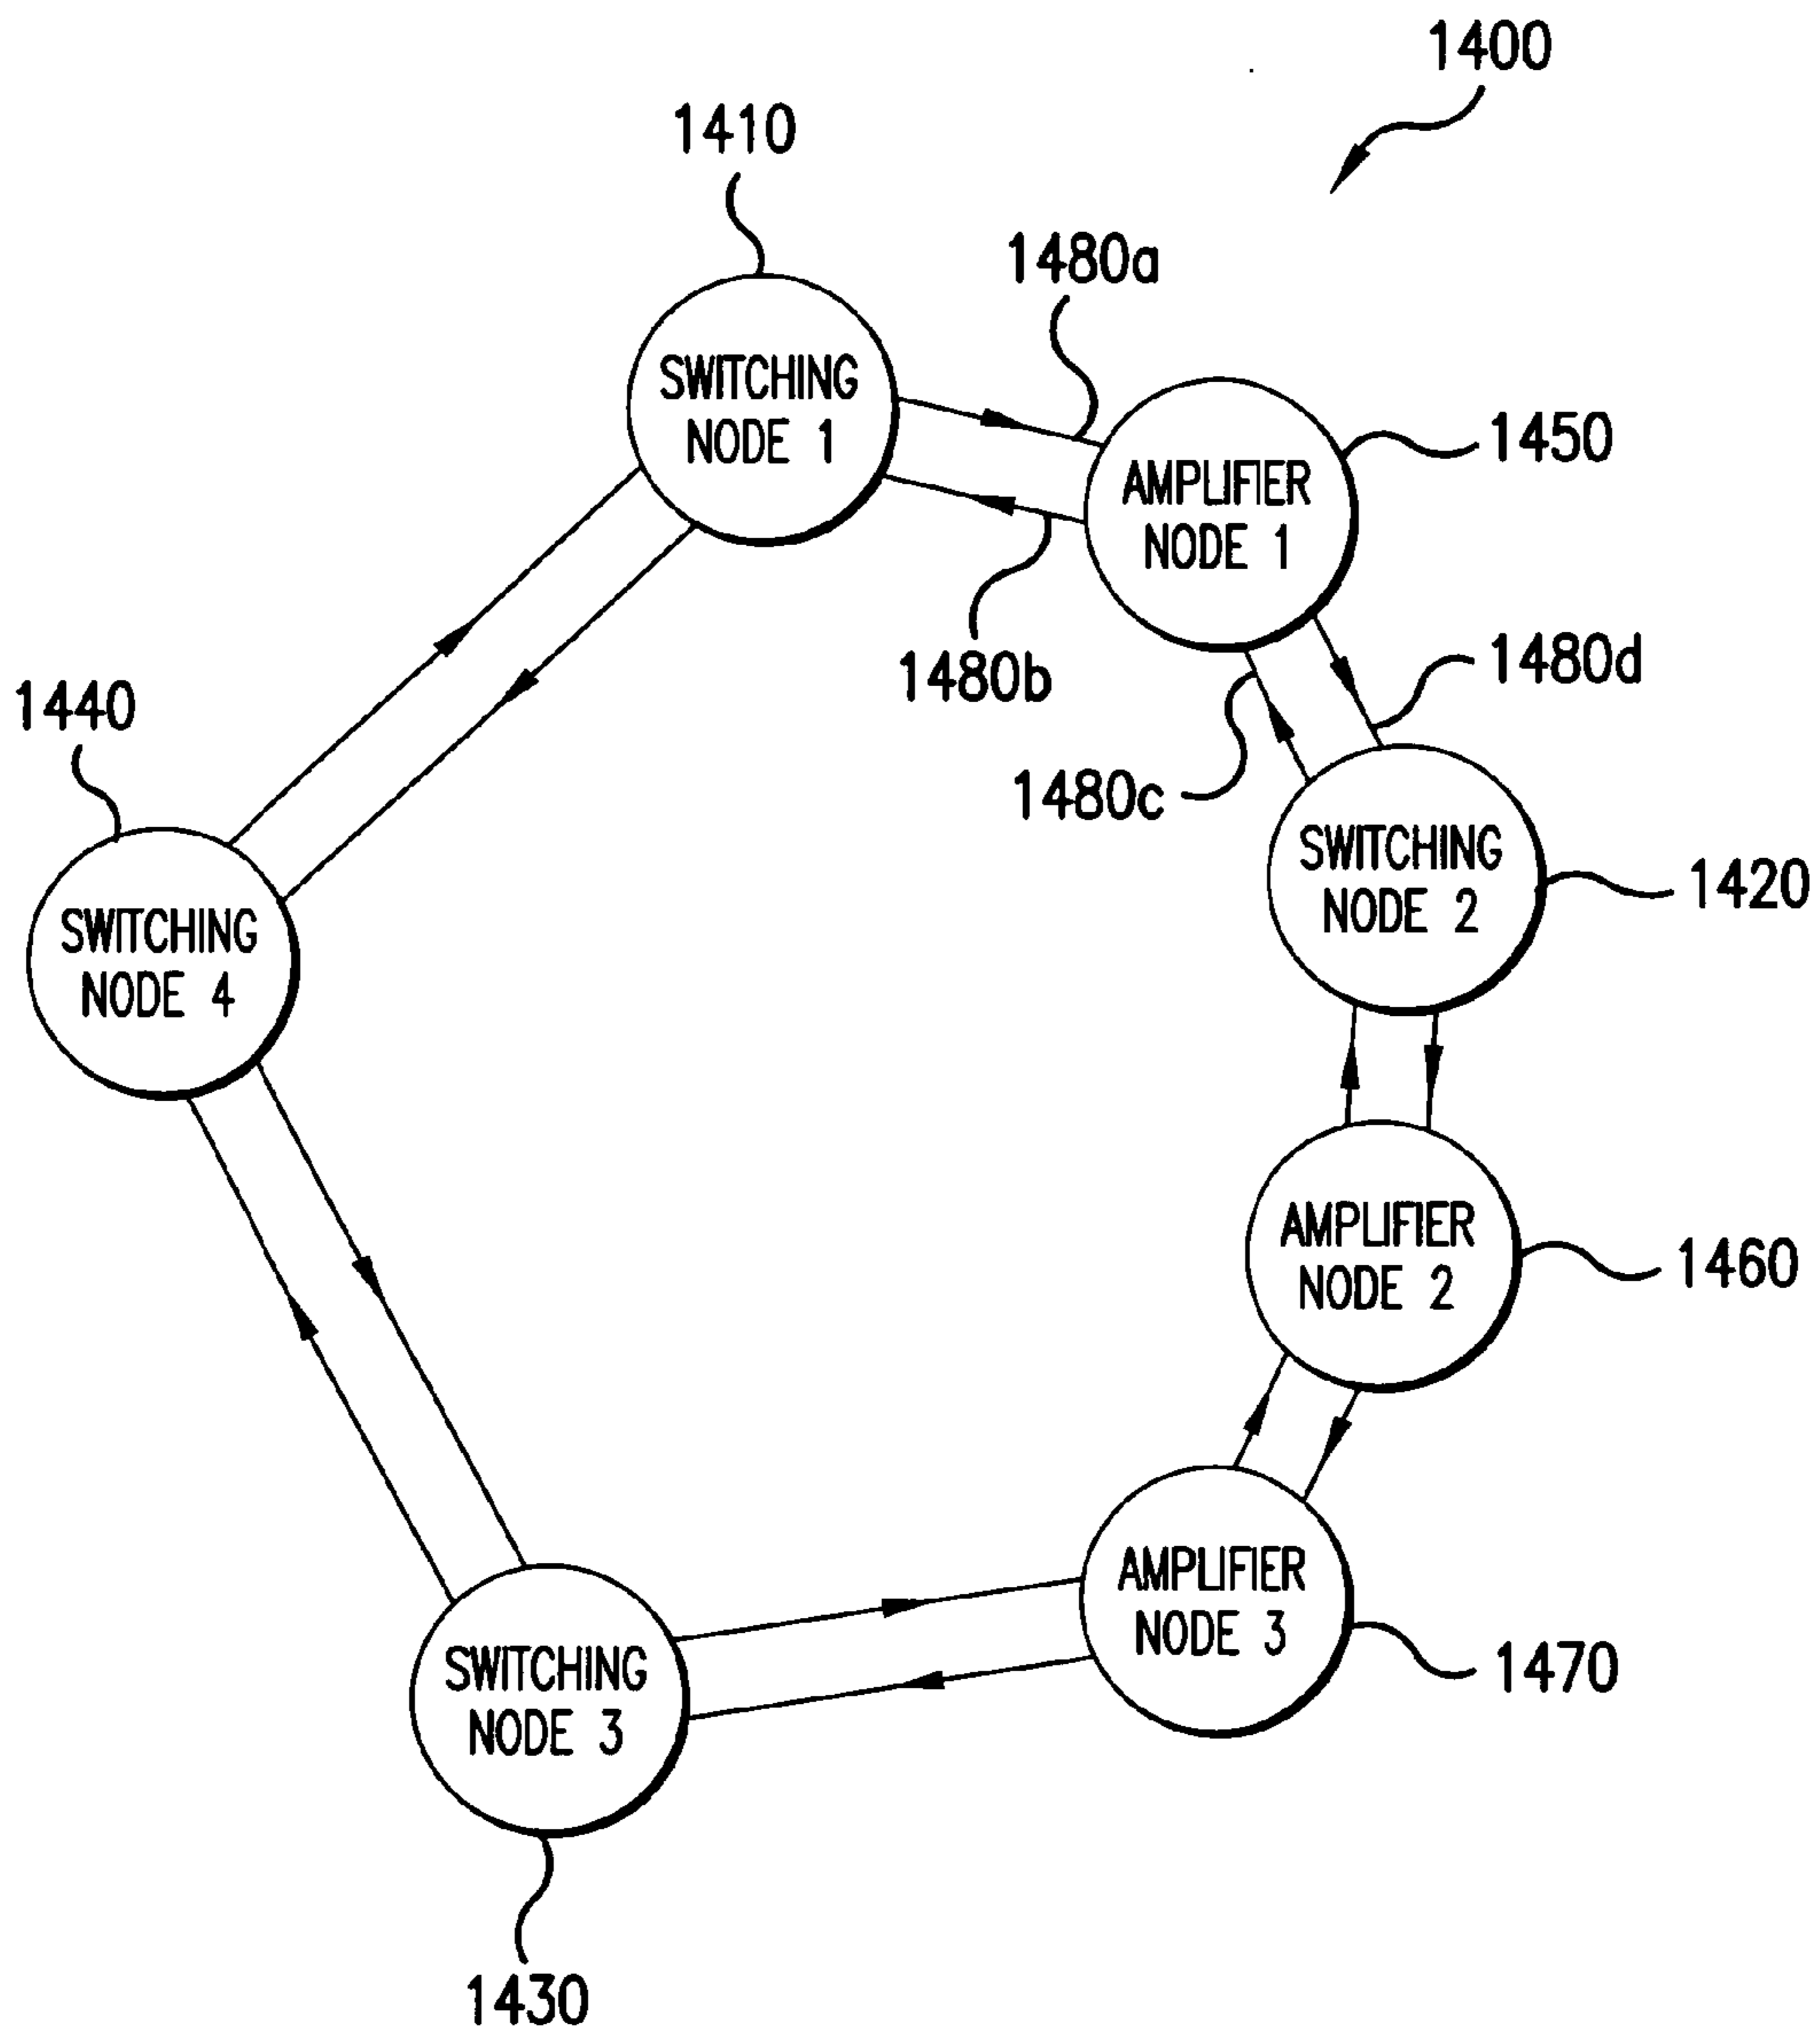 1400
1410
1480a
SWITCHING
NODE 1
1450
AMPLIFIER
NODE 1
1480b
1480d
1440
1480c
SWITCHING
NODE 2
1420
SWITCHING
NODE 4
AMPLIFIER
NODE 2
1460
AMPLIFIER
NODE 3
1470
SWITCHING
NODE 3
1430